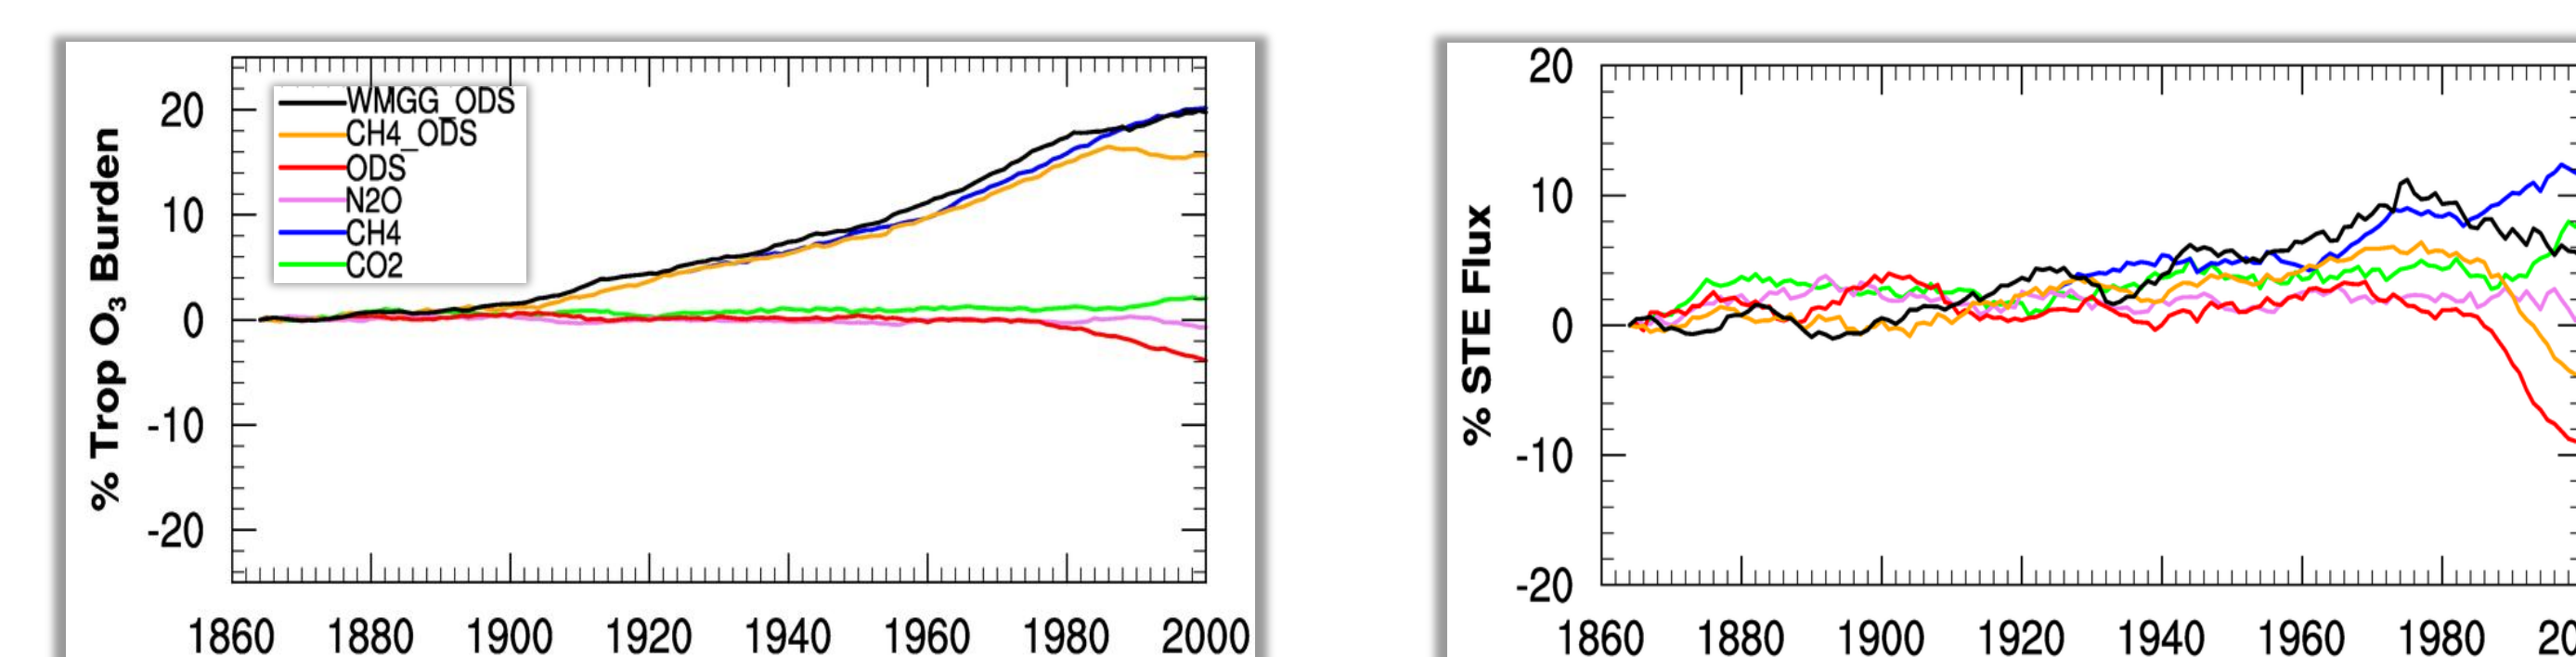 % Trop O3 Burden
20
10
0
-10
-20
WMGG_ODS
CH4_ODS
ODS
N2O
CH4
CO2
1860 1880 1900 1920 1940 1960 1980 2000
% STE Flux
20
10
0
-10
-20
1860 1880 1900 1920 1940 1960 1980 20